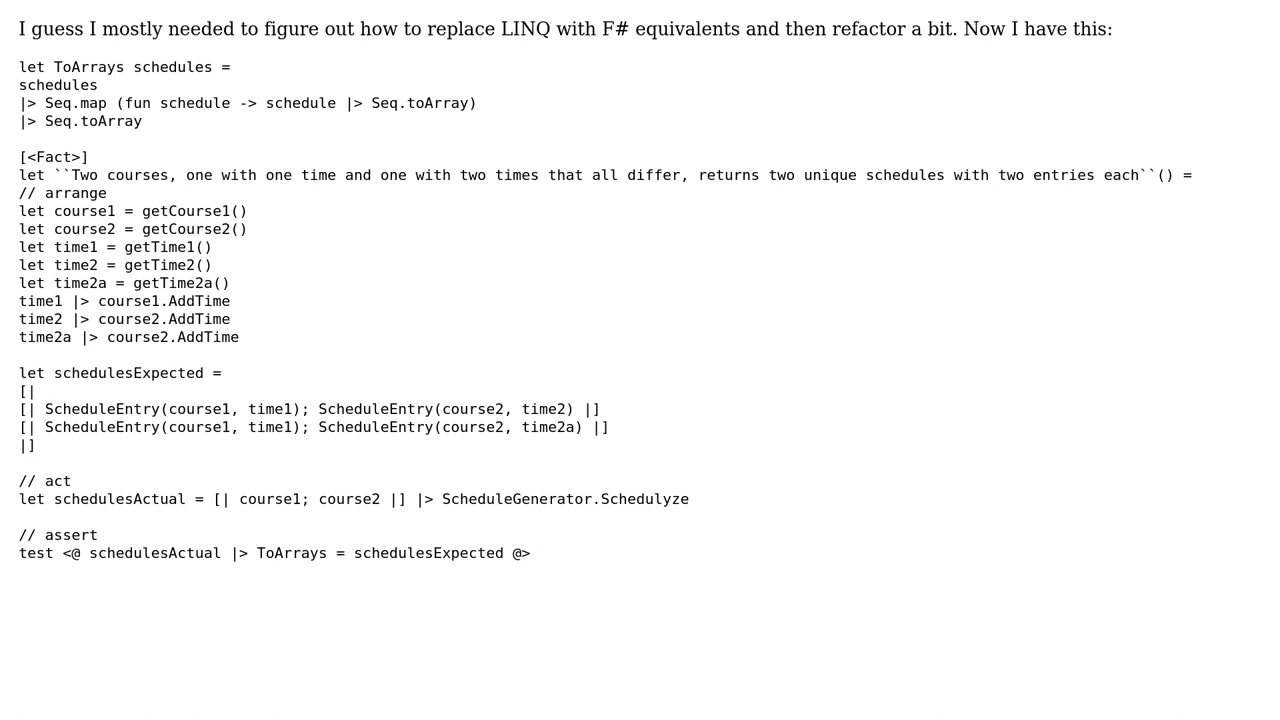 I guess I mostly needed to figure out how to replace LINQ with F# equivalents and then refactor a bit. Now I have this:
let ToArrays schedules =
schedules
|> Seq.map (fun schedule -> schedule |> Seq.toArray)
|> Seq.toArray
[<Fact>]
let ``Two courses, one with one time and one with two times that all differ, returns two unique schedules with two entries each``() =
// arrange
let course1 = getCourse1()
let course2 = getCourse2()
let time1 = getTime1()
let time2 = getTime2()
let time2a = getTime2a()
time1 |> course1.AddTime
time2 |> course2.AddTime
time2a |> course2.AddTime
let schedulesExpected =
[|
[| ScheduleEntry(course1, time1); ScheduleEntry(course2, time2) |]
[| ScheduleEntry(course1, time1); ScheduleEntry(course2, time2a) |]
|]
// act
let schedulesActual = [| course1; course2 |] |> ScheduleGenerator.Schedulyze
// assert
test <@ schedulesActual |> ToArrays = schedulesExpected @>